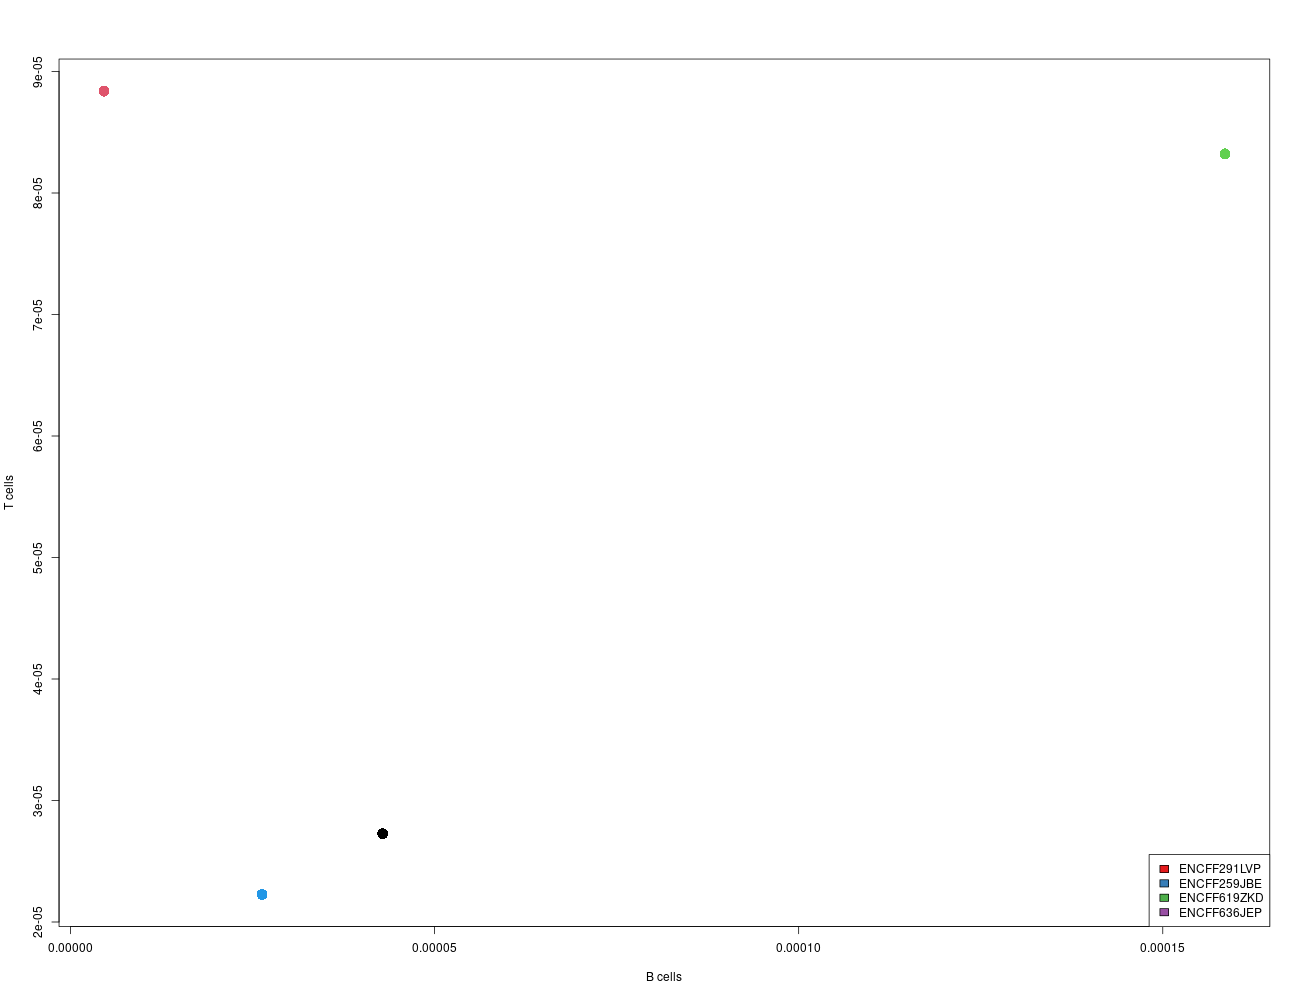 9e-05
8e-05
7e-05
6e-05
5e-05
4e-05
3e-05
2e-05
T cells
0.00000
0.00005
0.00010
0.00015
B cells
ENCFF291LVP
ENCFF259JBE
ENCFF619ZKD
ENCFF636JEP